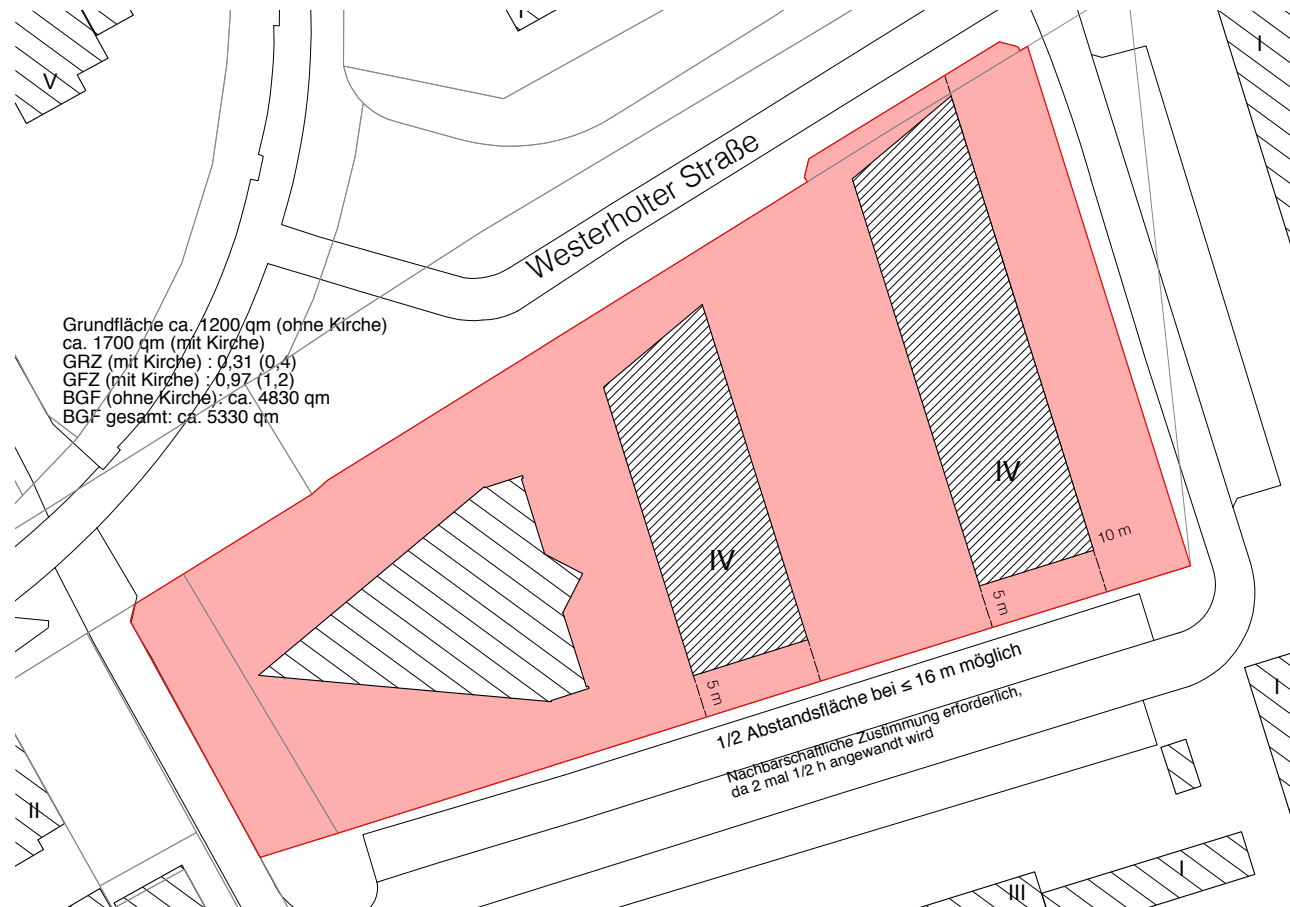 V
I
Westerholter Straße
Grundfläche ca. 1200 qm (ohne Kirche)
ca. 1700 qm (mit Kirche)
GRZ (mit Kirche) : 0,31 (0,4)
GFZ (mit Kirche) : 0,97 (1,2)
BGF (ohne Kirche): ca. 4830 qm
BGF gesamt: ca. 5330 qm
IV
IV
10 m
5 m
5 m
1/2 Abstandsfläche bei ≤ 16 m möglich
Nachbarschaftliche Zustimmung erforderlich,
da 2 mal 1/2 h angewandt wird
I
II
I
III